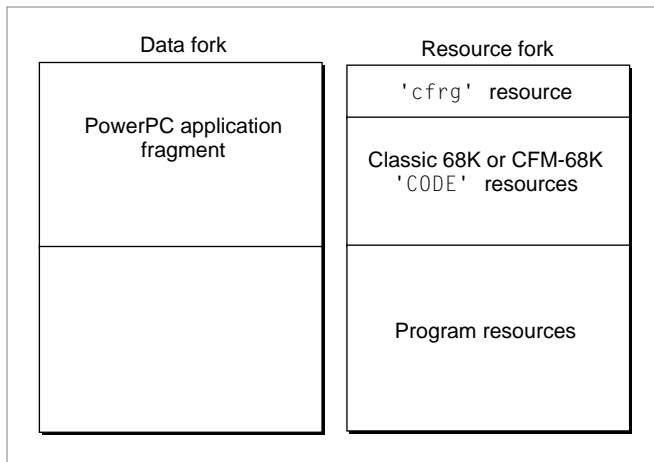 Data fork
PowerPC application
fragment
Resource fork
'cfrg' resource
Classic 68K or CFM-68K
'CODE' resources
Program resources